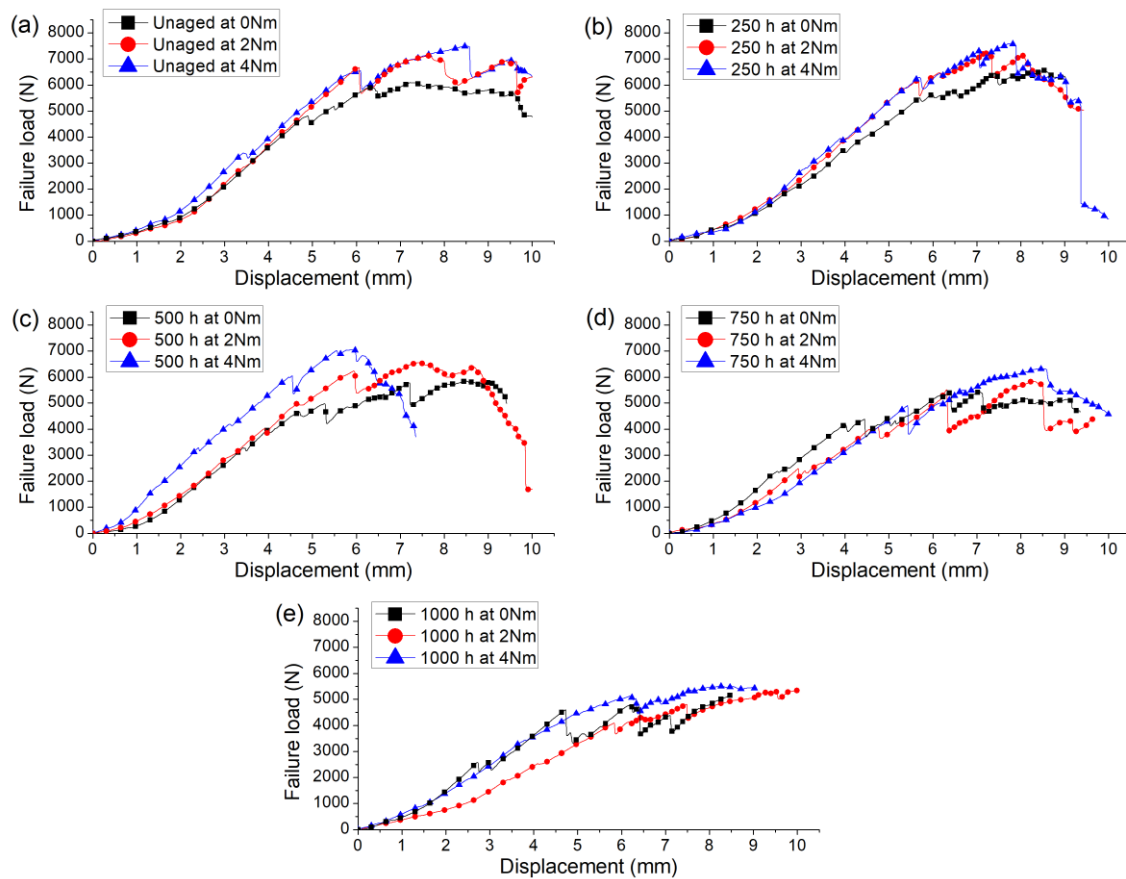 (a)
Unaged at 0Nm
Unaged at 2Nm
Unaged at 4Nm
Failure load (N)
8000
7000
6000
5000
4000
3000
2000
1000
0
0 1 2 3 4 5 6 7 8 9 10
Displacement (mm)
(b)
250 h at 0Nm
250 h at 2Nm
250 h at 4Nm
Failure load (N)
8000
7000
6000
5000
4000
3000
2000
1000
0
0 1 2 3 4 5 6 7 8 9 10
Displacement (mm)
(c)
500 h at 0Nm
500 h at 2Nm
500 h at 4Nm
Failure load (N)
8000
7000
6000
5000
4000
3000
2000
1000
0
0 1 2 3 4 5 6 7 8 9 10
Displacement (mm)
(d)
750 h at 0Nm
750 h at 2Nm
750 h at 4Nm
Failure load (N)
8000
7000
6000
5000
4000
3000
2000
1000
0
0 1 2 3 4 5 6 7 8 9 10
Displacement (mm)
(e)
1000 h at 0Nm
1000 h at 2Nm
1000 h at 4Nm
Failure load (N)
8000
7000
6000
5000
4000
3000
2000
1000
0
0 1 2 3 4 5 6 7 8 9 10
Displacement (mm)